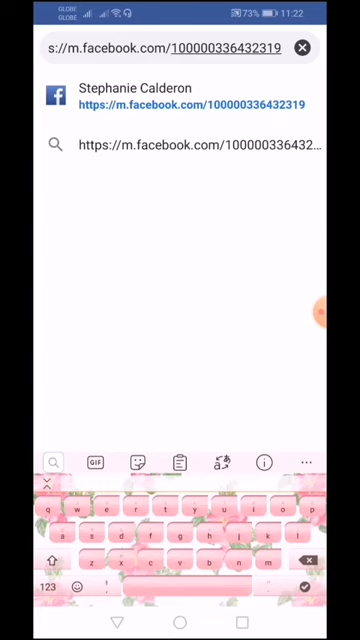 GLOBE
GLOBE
73% 11:22
s://m.facebook.com/100000336432319
Stephanie Calderon
https://m.facebook.com/100000336432319
https://m.facebook.com/100000336432...
GIF
q w e r t y u i o p
a s d f g h j k l
z x c v b n m
123